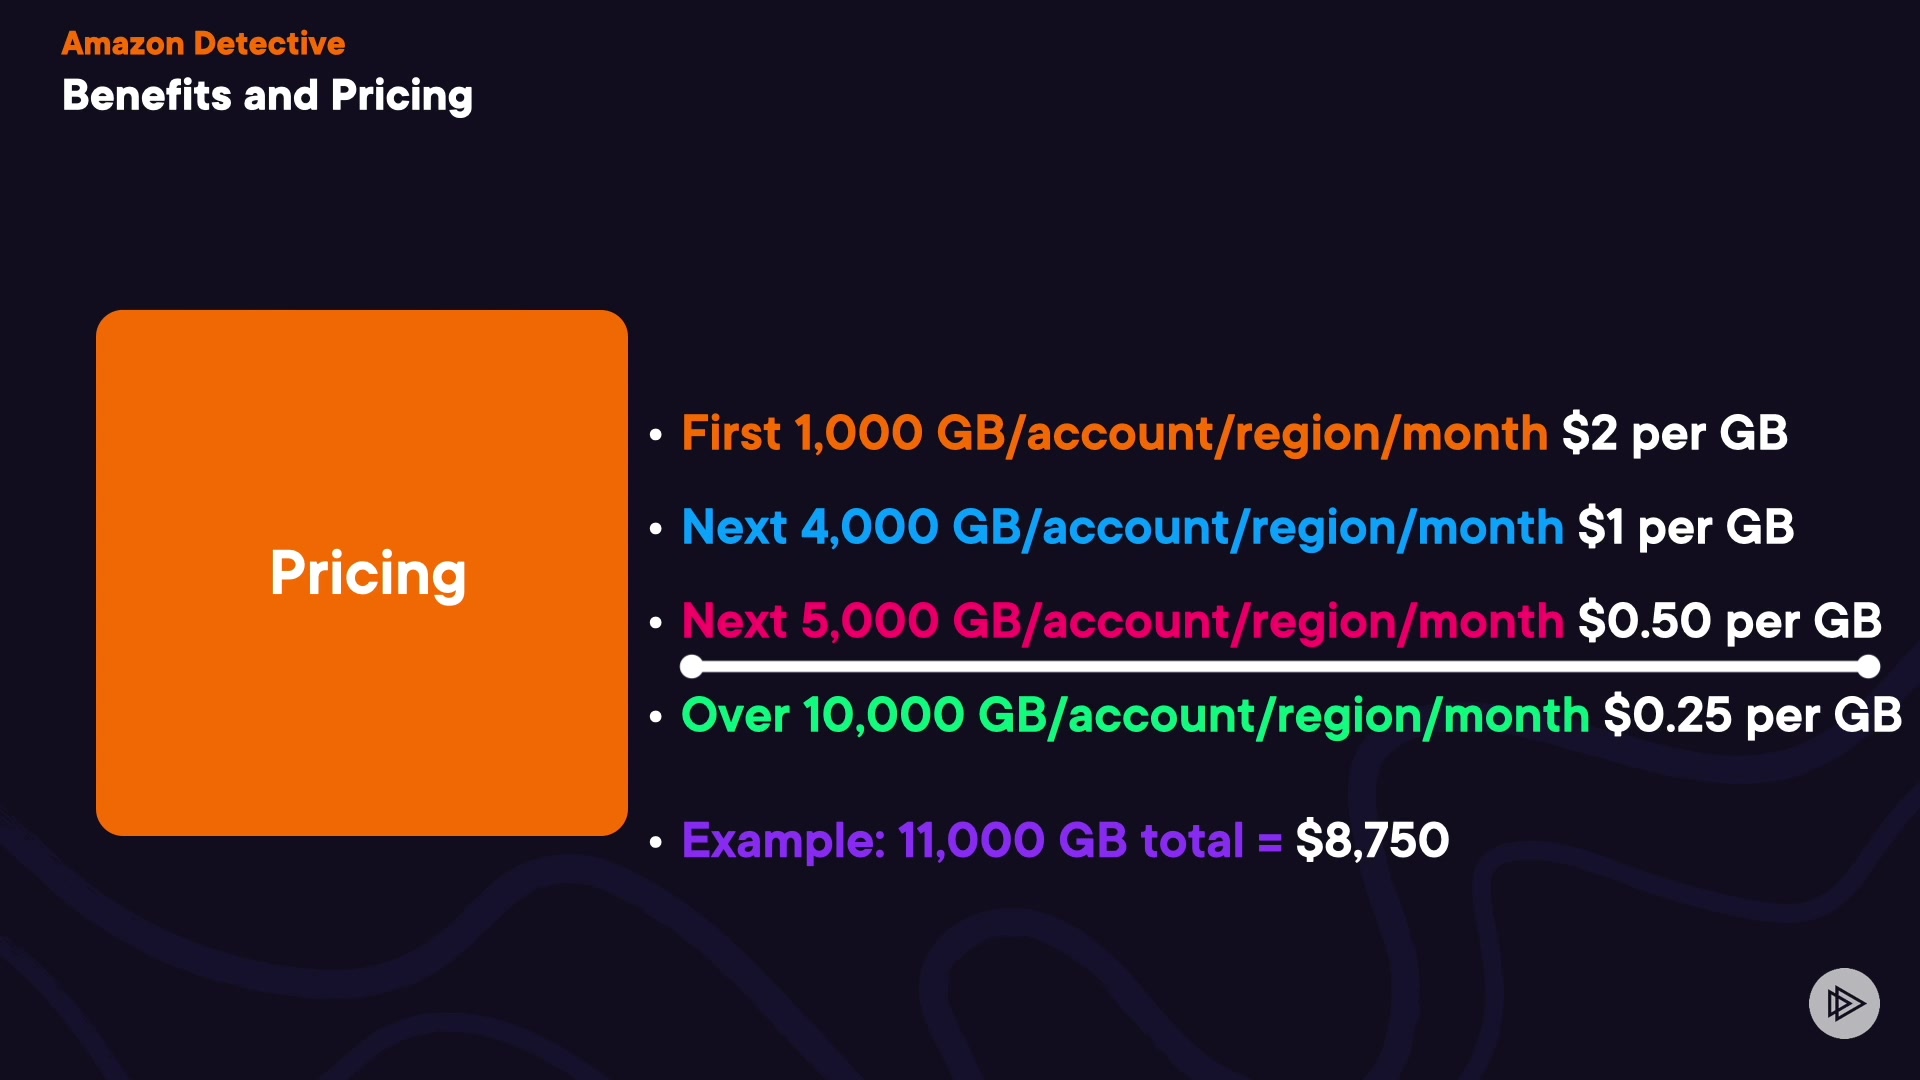 Amazon Detective
Benefits and Pricing
Pricing
• First 1,000 GB/account/region/month $2 per GB
• Next 4,000 GB/account/region/month $1 per GB
• Next 5,000 GB/account/region/month $0.50 per GB
• Over 10,000 GB/account/region/month $0.25 per GB
• Example: 11,000 GB total = $8,750